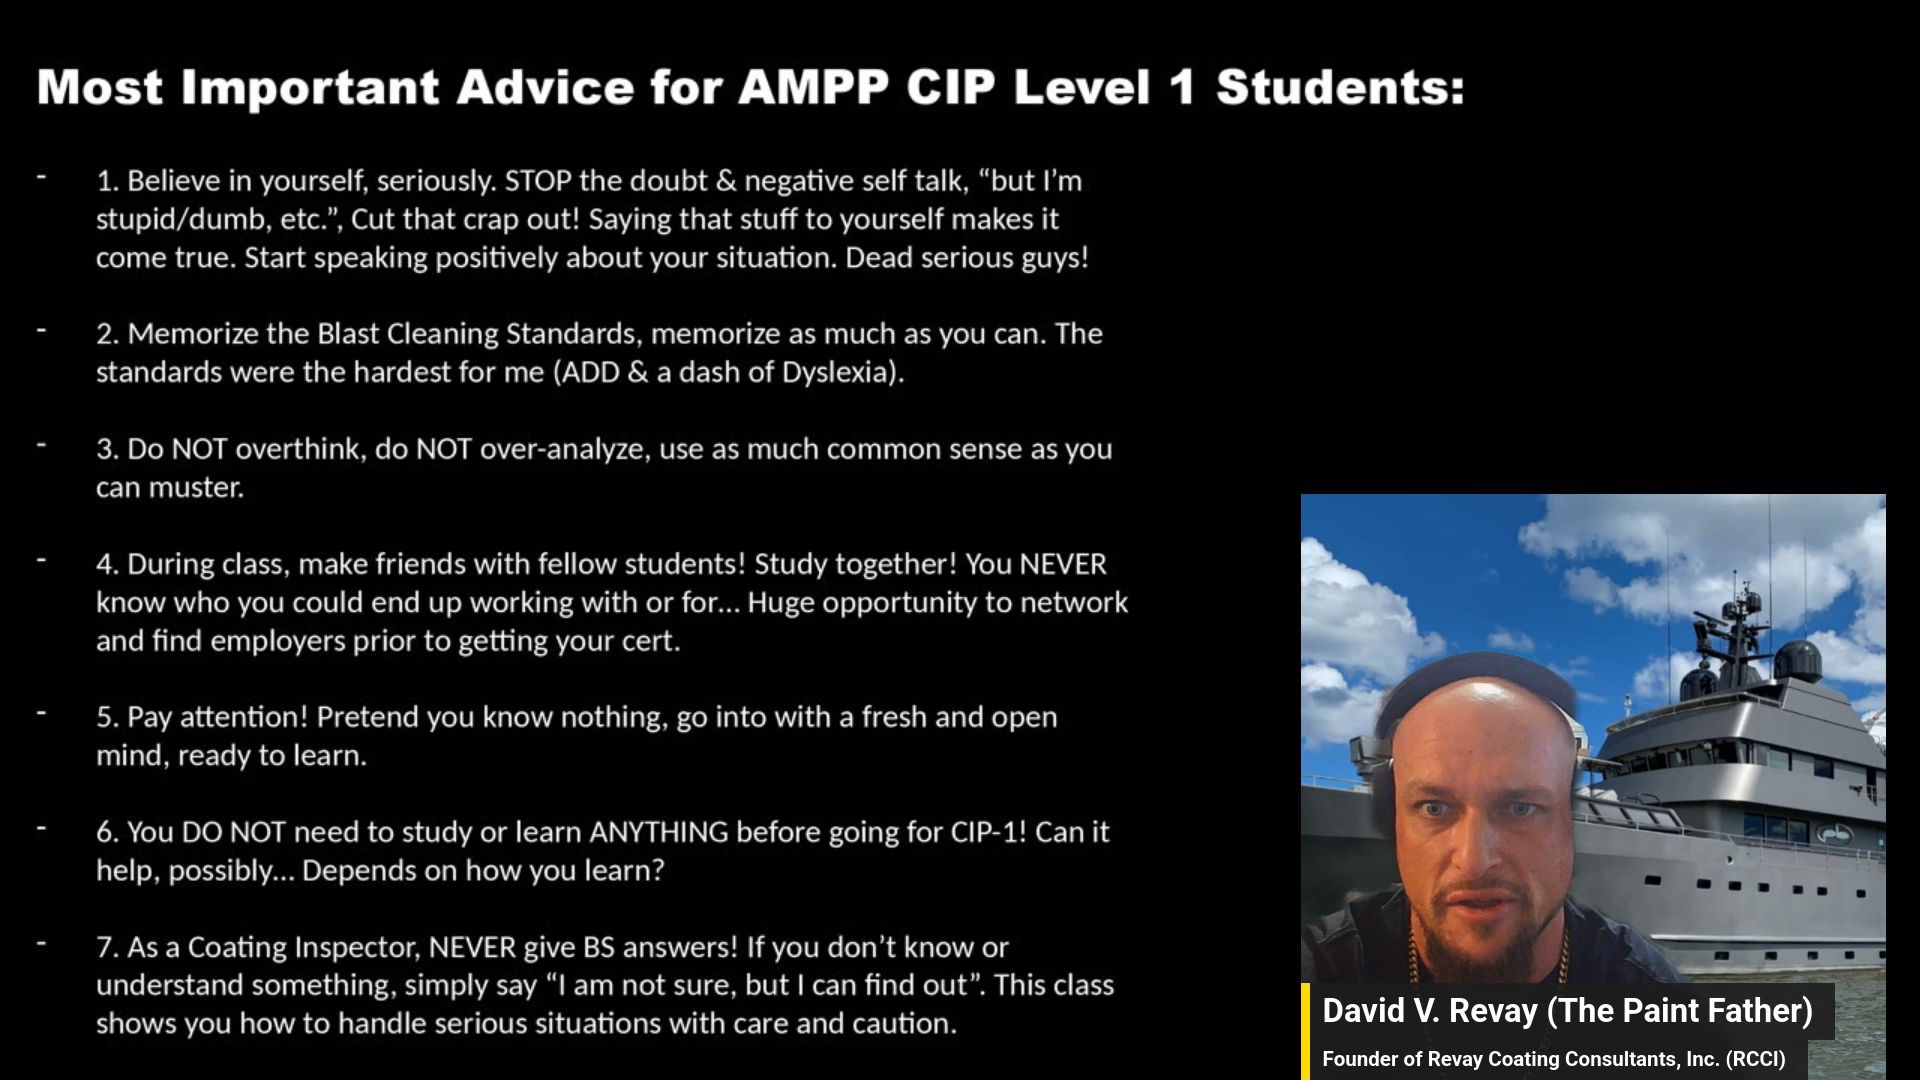 Most Important Advice for AMPP CIP Level 1 Students:
- 1. Believe in yourself, seriously. STOP the doubt & negative self talk, “but I’m
stupid/dumb, etc.”, Cut that crap out! Saying that stuff to yourself makes it
come true. Start speaking positively about your situation. Dead serious guys!
- 2. Memorize the Blast Cleaning Standards, memorize as much as you can. The
standards were the hardest for me (ADD & a dash of Dyslexia).
- 3. Do NOT overthink, do NOT over-analyze, use as much common sense as you
can muster.
- 4. During class, make friends with fellow students! Study together! You NEVER
know who you could end up working with or for... Huge opportunity to network
and find employers prior to getting your cert.
- 5. Pay attention! Pretend you know nothing, go into with a fresh and open
mind, ready to learn.
- 6. You DO NOT need to study or learn ANYTHING before going for CIP-1! Can it
help, possibly... Depends on how you learn?
- 7. As a Coating Inspector, NEVER give BS answers! If you don’t know or
understand something, simply say “I am not sure, but I can find out”. This class
shows you how to handle serious situations with care and caution.
David V. Revay (The Paint Father)
Founder of Revay Coating Consultants, Inc. (RCCI)